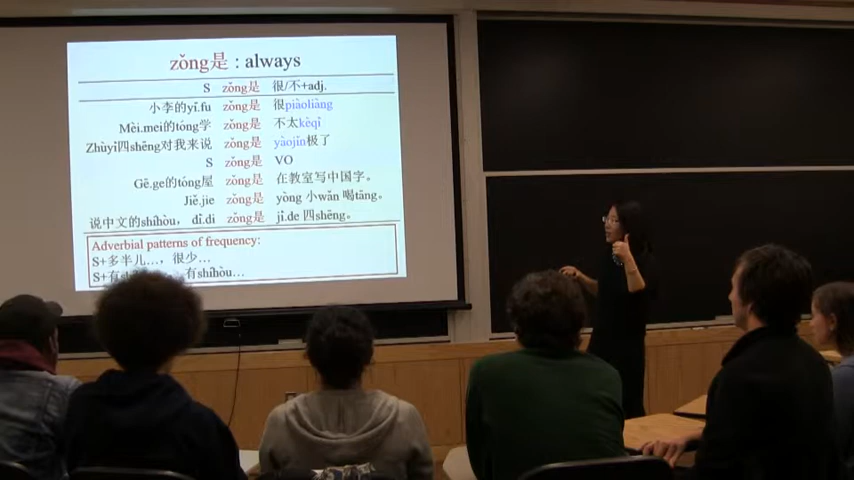 zǒng是 : always
S zǒng是 很/不+adj.
小李的yī.fu zǒng是 很piàoliàng
Mèi.mei的tóng学 zǒng是 不太kèqì
Zhùyì四shēng对我来说 zǒng是 yàojǐn极了
S zǒng是 VO
Gē.ge的tóng屋 zǒng是 在教室写中国字。
Jiě.jie zǒng是 yòng 小wǎn 喝tāng。
说中文的shíhòu, dì.di zǒng是 jì.de 四shēng。
Adverbial patterns of frequency:
S+多半儿…, 很少…
S+有 有shíhòu…